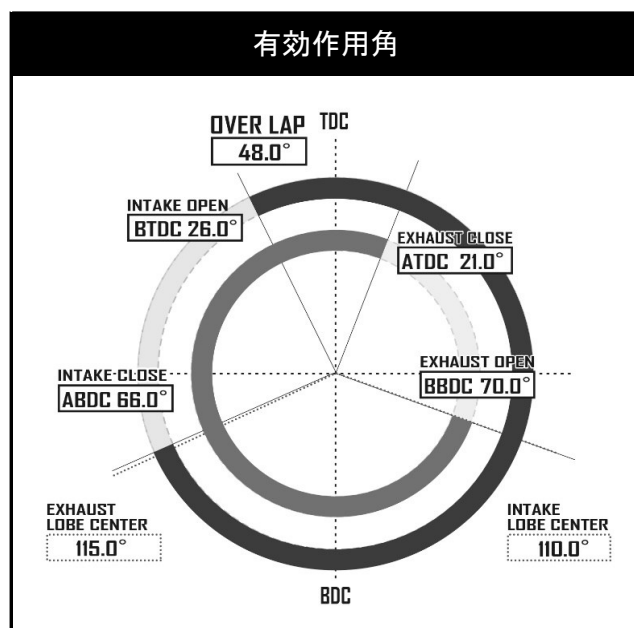 有効作用角
OVER LAP
48.0°
TDC
INTAKE OPEN
BTDC 26.0°
EXHAUST CLOSE
ATDC 21.0°
INTAKE CLOSE
ABDC 66.0°
EXHAUST OPEN
BBDC 70.0°
EXHAUST
LOBE CENTER
115.0°
INTAKE
LOBE CENTER
110.0°
BDC